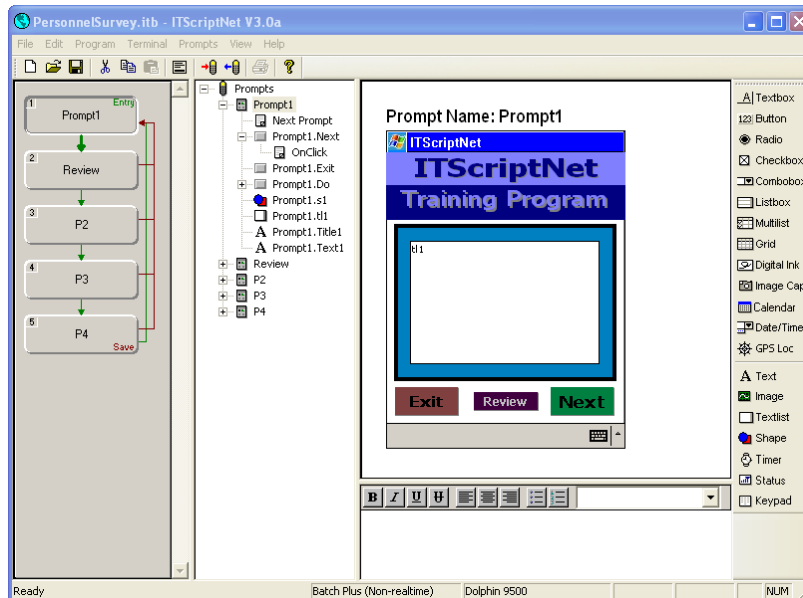 PersonnelSurvey.itb - ITScriptNet V3.0a
File Edit Program Terminal Prompts View Help
1 Entry
Prompt1
2
Review
3
P2
4
P3
5
P4
Save
Prompts
Prompt1
Next Prompt
Prompt1.Next
OnClick
Prompt1.Exit
Prompt1.Do
Prompt1.s1
Prompt1.tl1
A Prompt1.Title1
A Prompt1.Text1
Review
P2
P3
P4
Prompt Name: Prompt1
ITScriptNet
ITScriptNet
Training Program
tl1
Exit Review Next
B I U H
A Textbox
123 Button
Radio
Checkbox
Combobox
Listbox
Multilist
Grid
Digital Ink
Image Cap
Calendar
Date/Time
GPS Loc
A Text
Image
Textlist
Shape
Timer
Status
Keypad
Ready Batch Plus (Non-realtime) Dolphin 9500 NUM